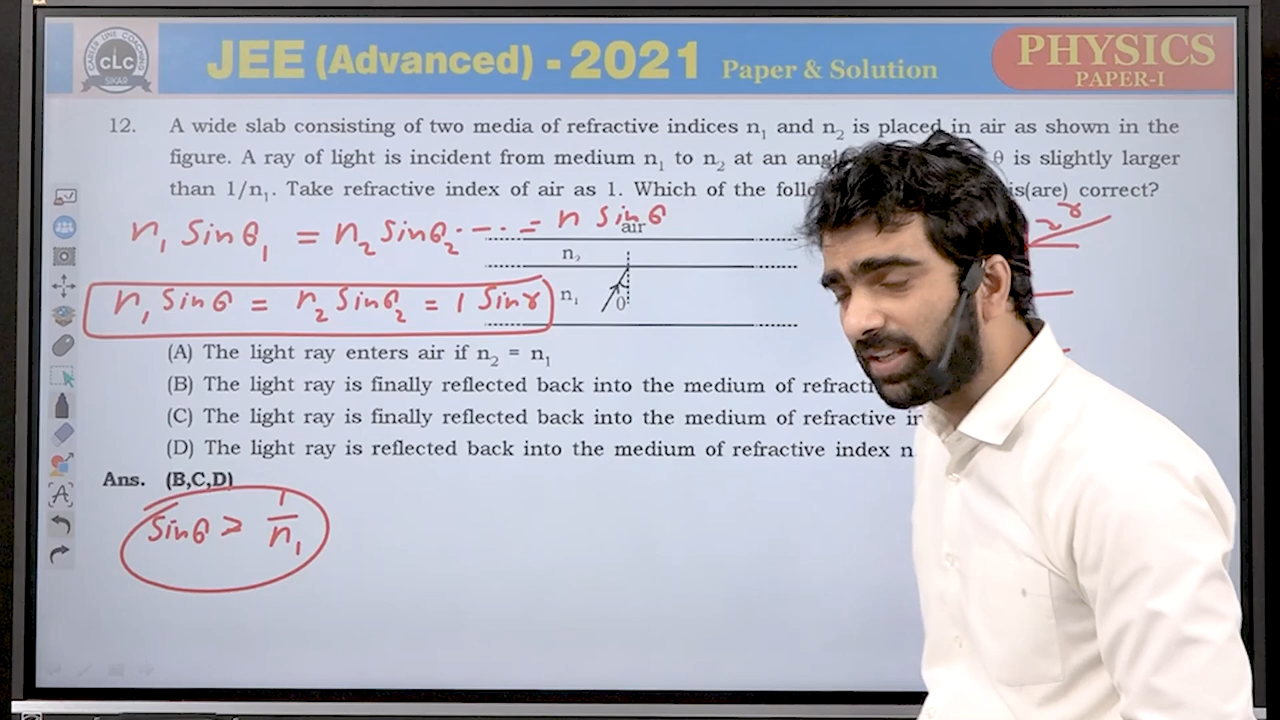 CAREER LINE COACHING
CLC
SIKAR
JEE (Advanced) - 2021 Paper & Solution
PHYSICS
PAPER-I
12. A wide slab consisting of two media of refractive indices n₁ and n₂ is placed in air as shown in the
figure. A ray of light is incident from medium n₁ to n₂ at an θ is slightly larger
than 1/n₁. Take refractive index of air as 1. Which of the is(are) correct?
n₁ Sinθ₁ = n₂ Sinθ₂ ---- = n Sinθ
air
n₂
n₁ Sinθ = n₂ Sinθ₂ = 1 Sinr
n₁
θ
r
(A) The light ray enters air if n₂ = n₁
(B) The light ray is finally reflected back into the medium of
(C) The light ray is finally reflected back into the medium of refractive
(D) The light ray is reflected back into the medium of refractive index
Ans. (B,C,D)
Sinθ > 1/n₁